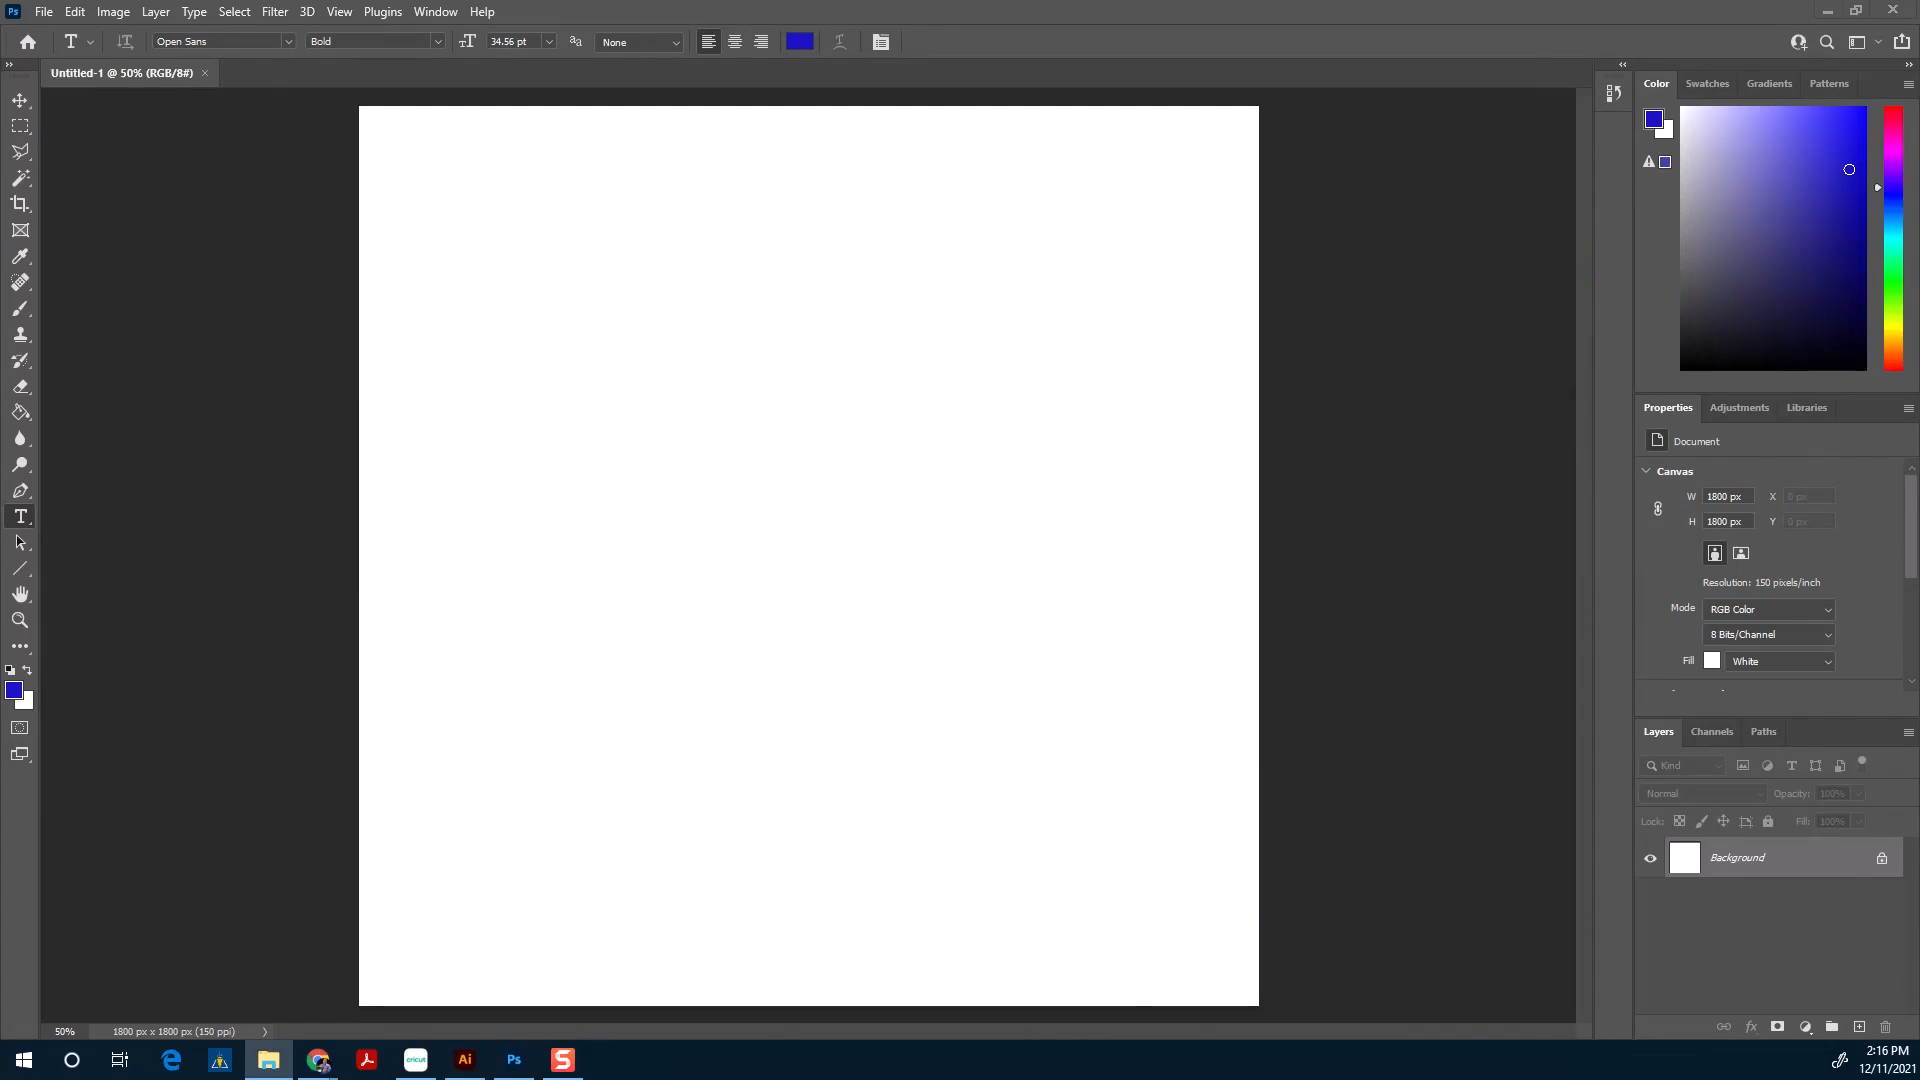 Ps File Edit Image Layer Type Select Filter 3D View Plugins Window Help
T Open Sans Bold 34.56 pt None
Untitled-1 @ 50% (RGB/8#) ×
Color Swatches Gradients Patterns
Properties Adjustments Libraries
Document
Canvas
W 1800 px X 0 px
H 1800 px Y 0 px
Resolution: 150 pixels/inch
Mode RGB Color
8 Bits/Channel
Fill White
Layers Channels Paths
Kind
Normal Opacity: 100%
Lock: Fill: 100%
Background
50% 1800 px x 1800 px (150 ppi)
cricut Ai Ps S
2:16 PM
12/11/2021